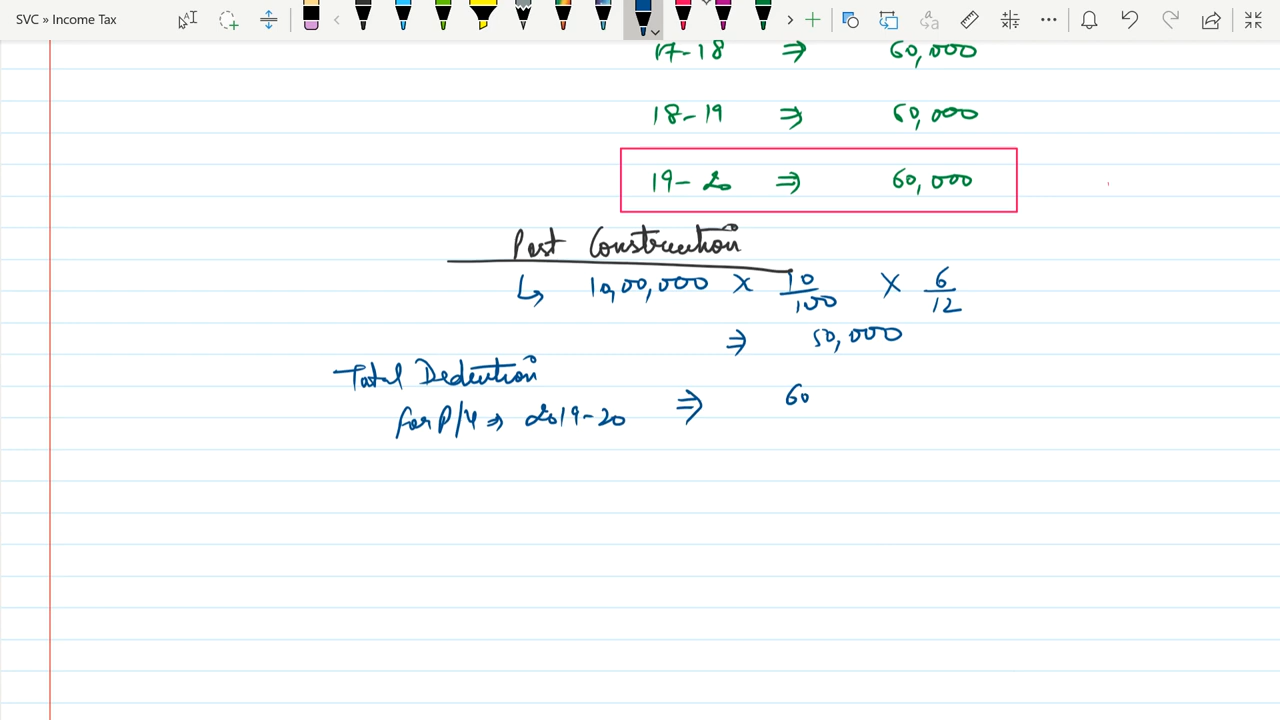 SVC » Income Tax
17-18 ⇒ 60,000
18-19 ⇒ 60,000
19-20 ⇒ 60,000
Post Construction
↳ 10,00,000 × 10/100 × 6/12
⇒ 50,000
Total Deduction
for P/Y ⇒ 2019-20 ⇒ 60